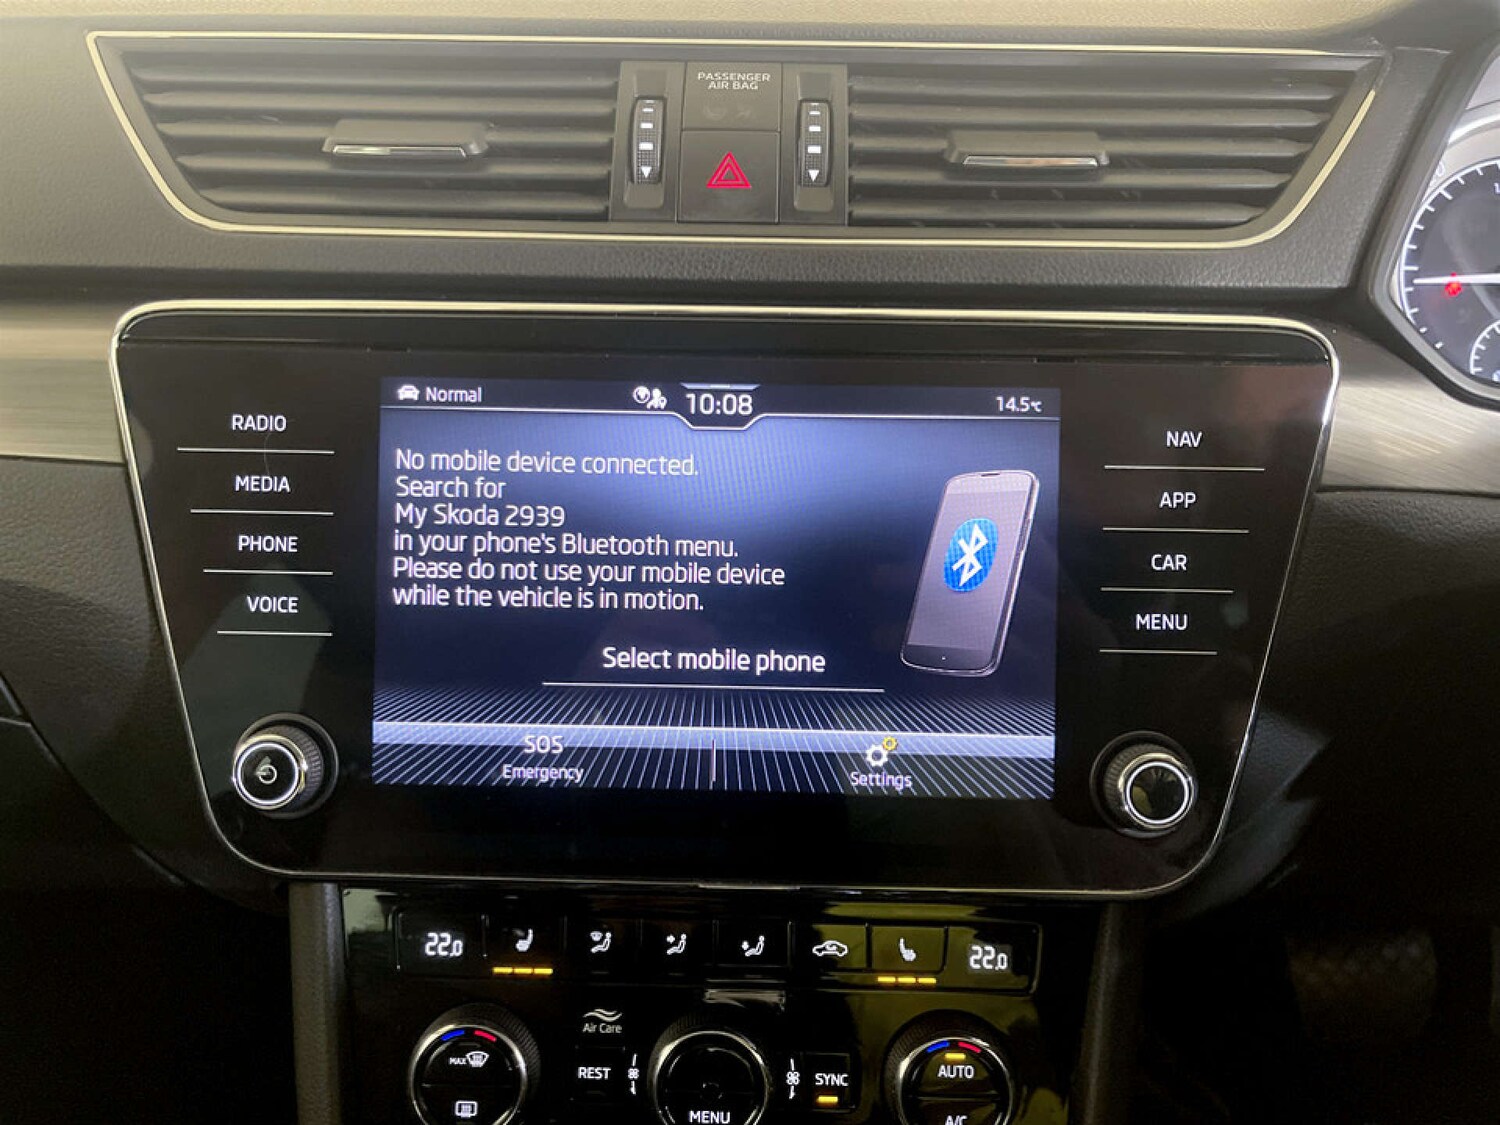 PASSENGER
AIR BAG
Normal
10:08
14.5°C
RADIO
MEDIA
PHONE
VOICE
No mobile device connected.
Search for
My Skoda 2939
in your phone's Bluetooth menu.
Please do not use your mobile device
while the vehicle is in motion.
Select mobile phone
SOS
Emergency
Settings
NAV
APP
CAR
MENU
22.0
22.0
Air Care
MAX
REST
MENU
SYNC
AUTO
A/C